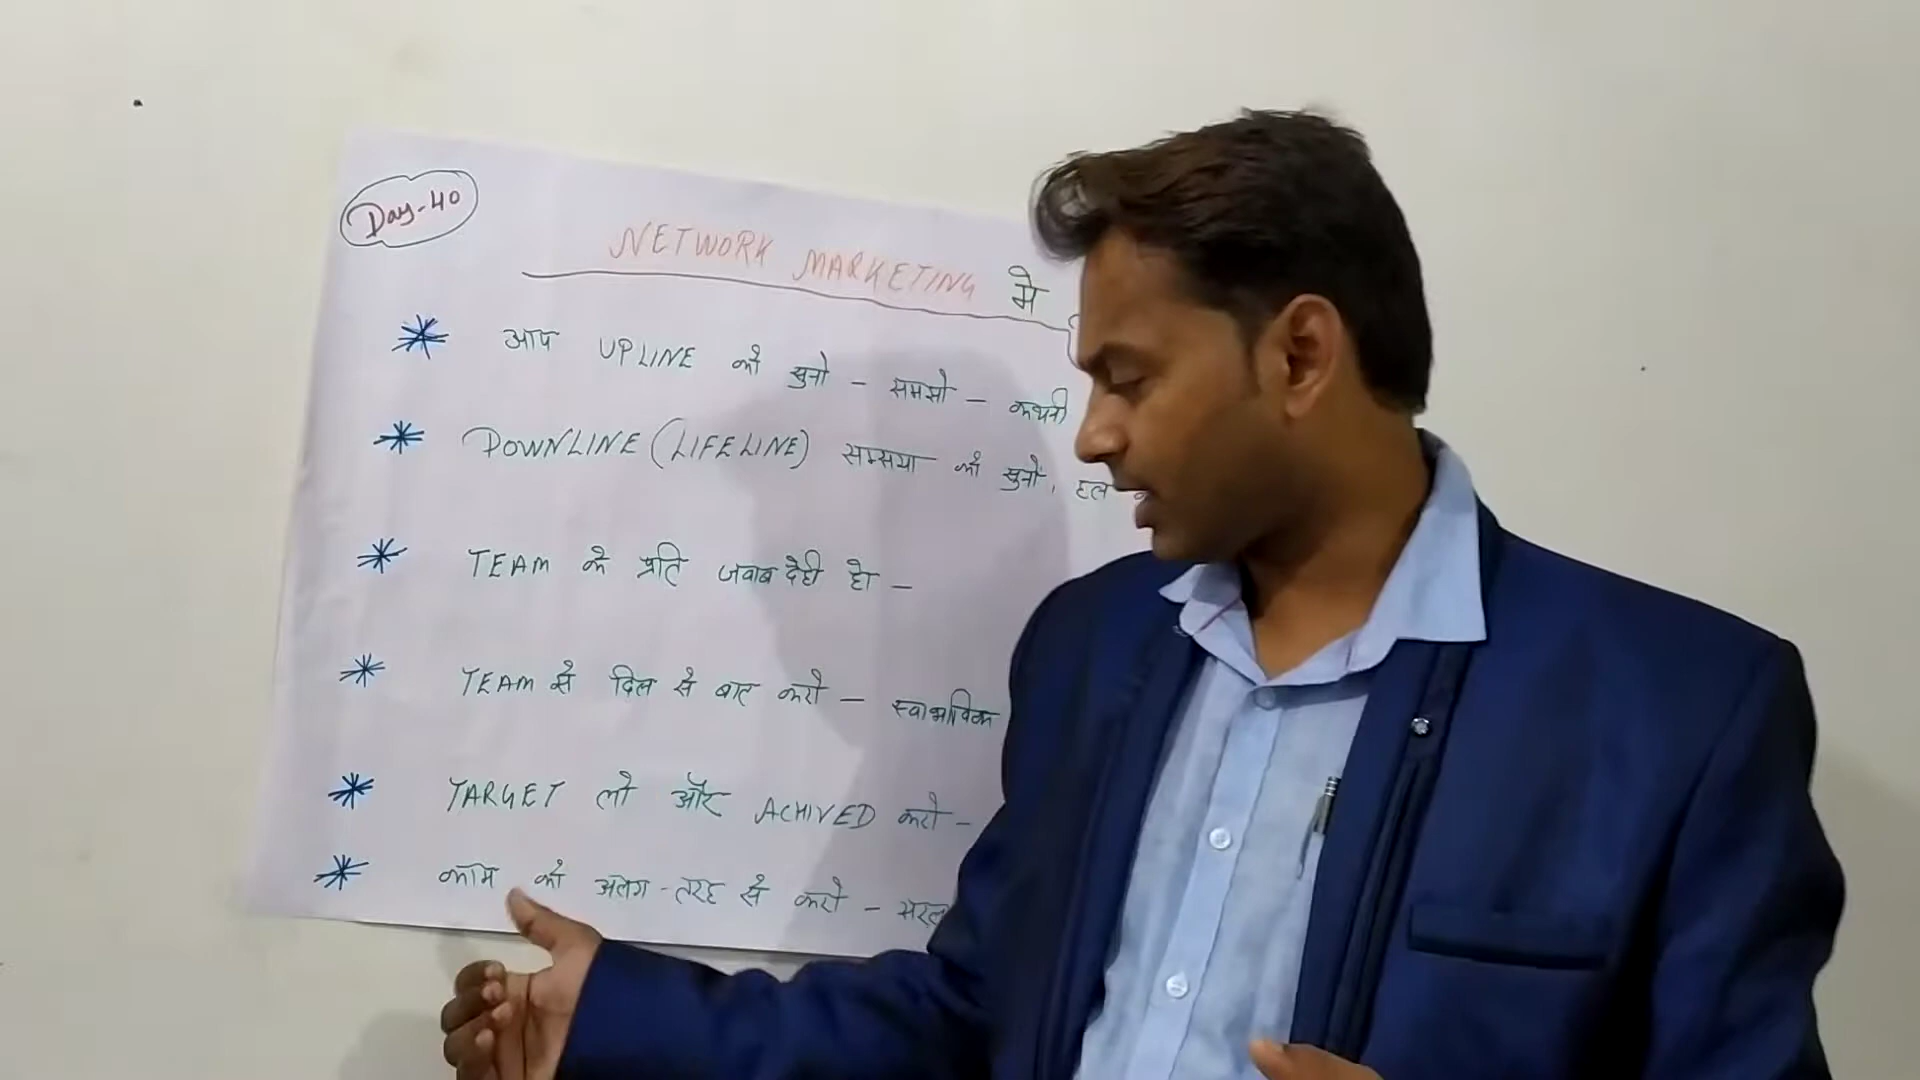 Day-40
NETWORK MARKETING में
आप UPLINE को सुनो - समझो - कथनी
DOWNLINE (LIFELINE) समस्या को सुनों, हल
TEAM के प्रति जवाबदेही हो -
TEAM से दिल से बात करो - स्वाभाविक
TARGET लो और ACHIVED करो -
काम को अलग-तरह से करो - सरल